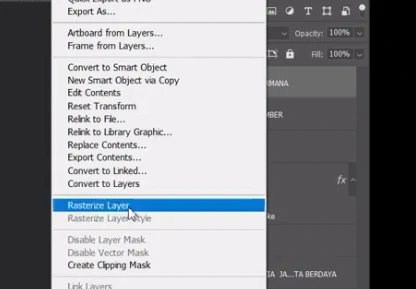 Quick Export as PNG
Export As...
Artboard from Layers...
Frame from Layers...
Convert to Smart Object
New Smart Object via Copy
Edit Contents
Reset Transform
Relink to File...
Relink to Library Graphic...
Replace Contents...
Export Contents...
Convert to Linked...
Convert to Layers
Rasterize Layer
Rasterize Layer Style
Disable Layer Mask
Disable Vector Mask
Create Clipping Mask
Link Layers
Opacity: 100%
Fill: 100%
MANA
MBER
fx
ke
IA JA...TA BERDAYA